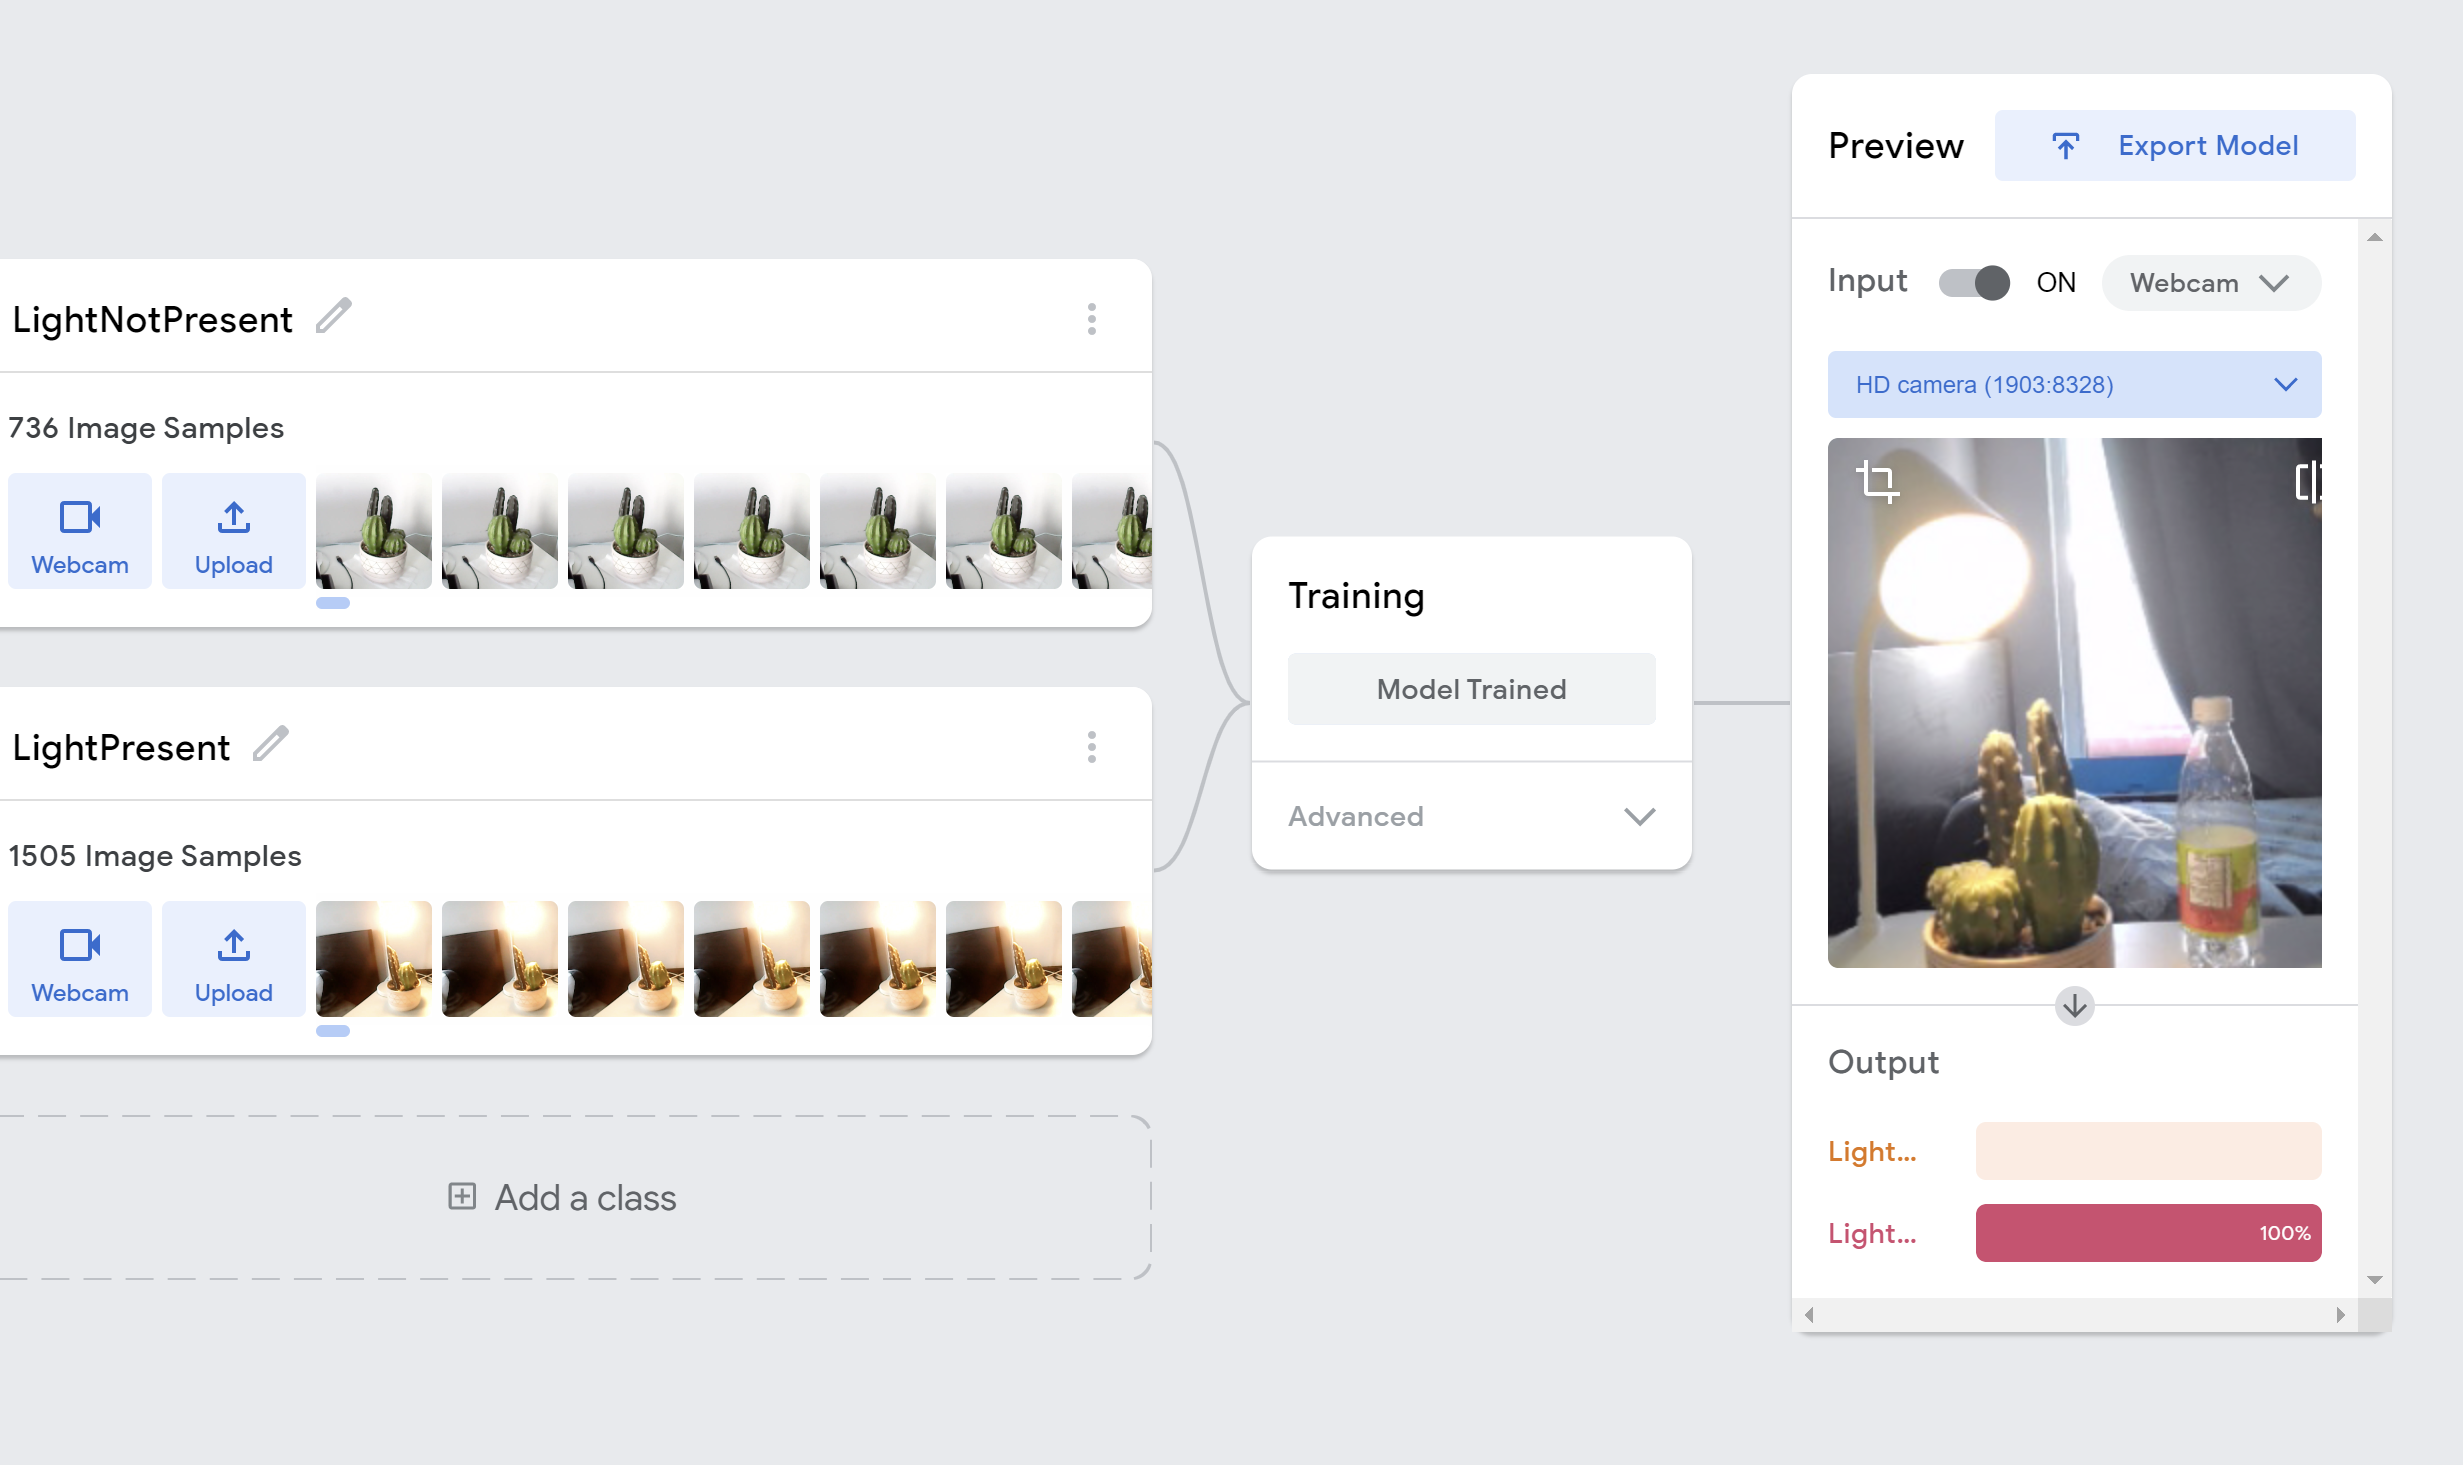 LightNotPresent
736 Image Samples
Webcam
Upload
LightPresent
1505 Image Samples
Webcam
Upload
Add a class
Training
Model Trained
Advanced
Preview
Export Model
Input
ON
Webcam
HD camera (1903:8328)
Output
Light...
Light...
100%